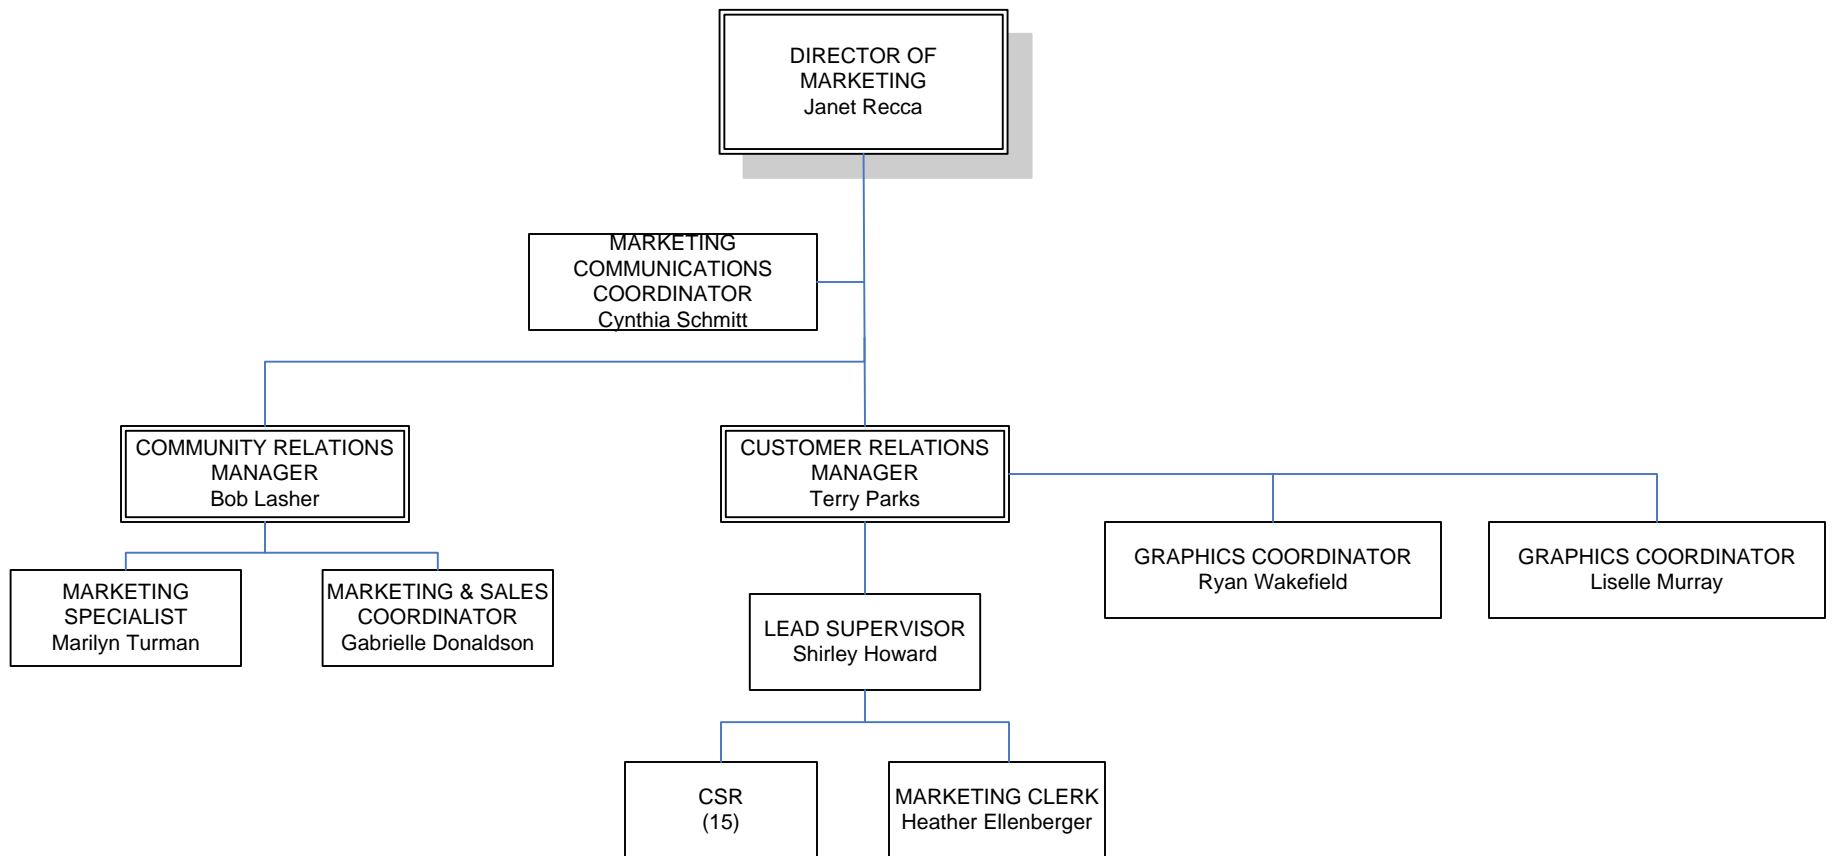 DIRECTOR OF
MARKETING
Janet Recca
MARKETING
COMMUNICATIONS
COORDINATOR
Cynthia Schmitt
COMMUNITY RELATIONS
MANAGER
Bob Lasher
CUSTOMER RELATIONS
MANAGER
Terry Parks
GRAPHICS COORDINATOR
Ryan Wakefield
GRAPHICS COORDINATOR
Liselle Murray
MARKETING
SPECIALIST
Marilyn Turman
MARKETING & SALES
COORDINATOR
Gabrielle Donaldson
LEAD SUPERVISOR
Shirley Howard
CSR
(15)
MARKETING CLERK
Heather Ellenberger